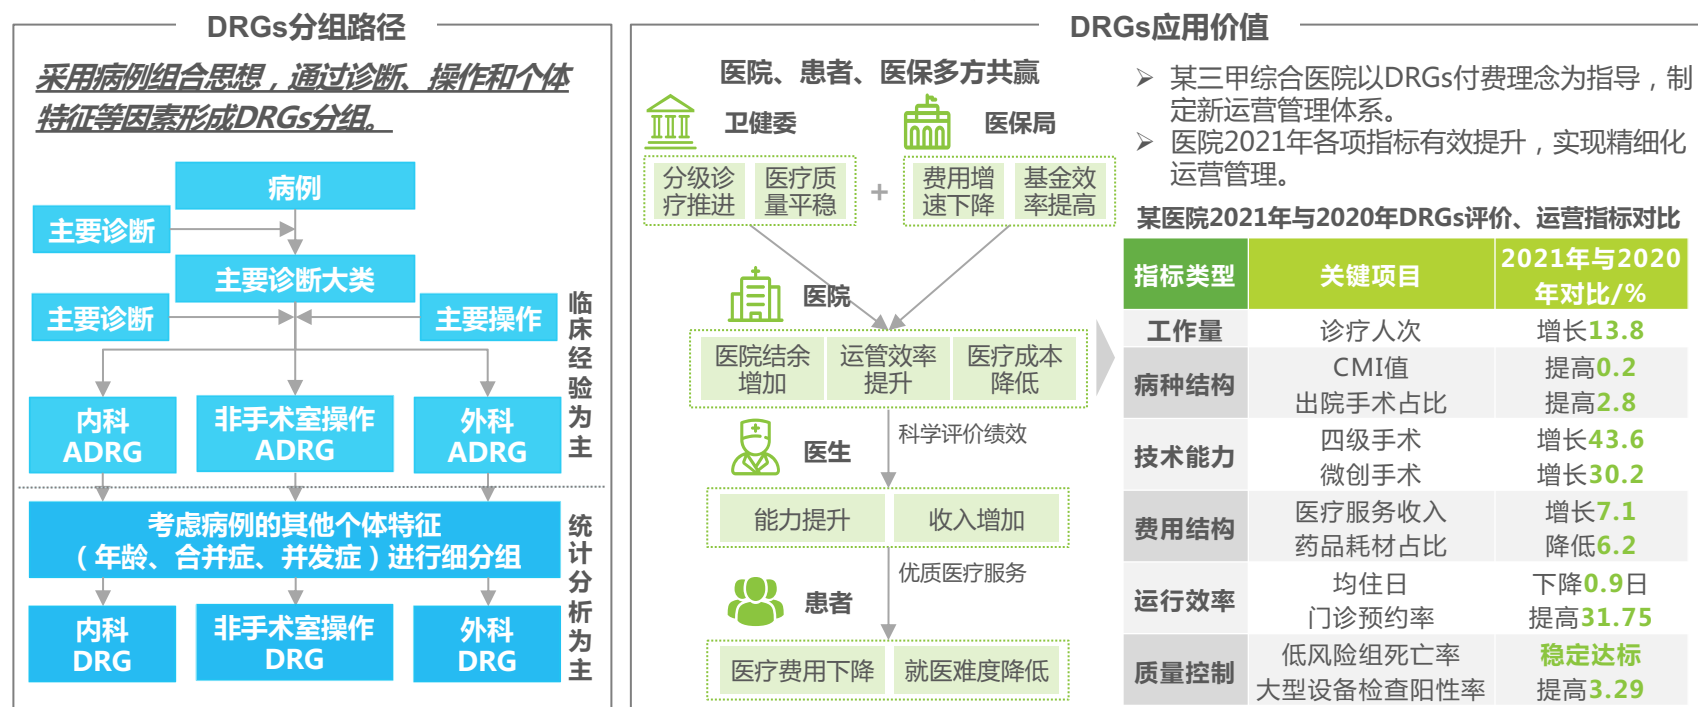 DRGs分组路径
采用病例组合思想，通过诊断、操作和个体
特征等因素形成DRGs分组。
病例
主要诊断
主要诊断大类
主要诊断
主要操作
内科
ADRG
非手术室操作
ADRG
外科
ADRG
临床经验为主
考虑病例的其他个体特征
（年龄、合并症、并发症）进行细分组
内科
DRG
非手术室操作
DRG
外科
DRG
统计分析为主
DRGs应用价值
医院、患者、医保多方共赢
卫健委
医保局
分级诊
疗推进
医疗质
量平稳
+
费用增
速下降
基金效
率提高
医院
医院结余
增加
运管效率
提升
医疗成本
降低
科学评价绩效
医生
能力提升
收入增加
优质医疗服务
患者
医疗费用下降
就医难度降低
➢ 某三甲综合医院以DRGs付费理念为指导，制
定新运营管理体系。
➢ 医院2021年各项指标有效提升，实现精细化
运营管理。
某医院2021年与2020年DRGs评价、运营指标对比
指标类型 关键项目 2021年与2020
年对比/%
工作量 诊疗人次 增长13.8
病种结构 CMI值 提高0.2
出院手术占比 提高2.8
技术能力 四级手术 增长43.6
微创手术 增长30.2
费用结构 医疗服务收入 增长7.1
药品耗材占比 降低6.2
运行效率 均住日 下降0.9日
门诊预约率 提高31.75
质量控制 低风险组死亡率 稳定达标
大型设备检查阳性率 提高3.29